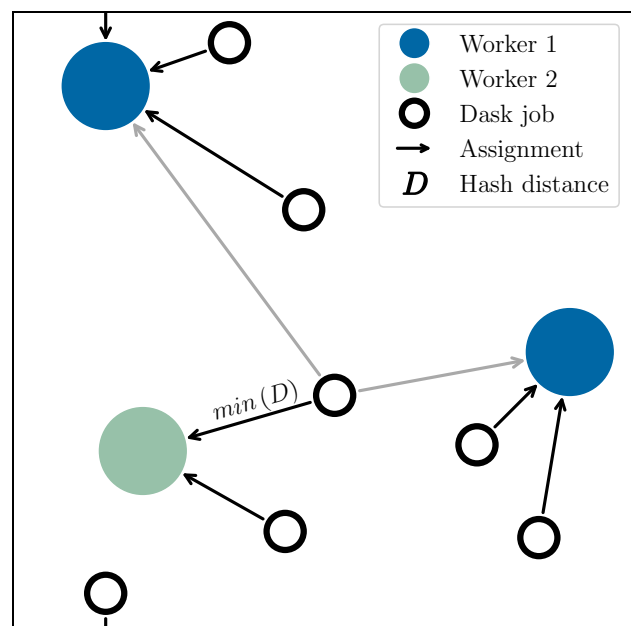 Worker 1
Worker 2
Dask job
Assignment
D Hash distance
min (D)